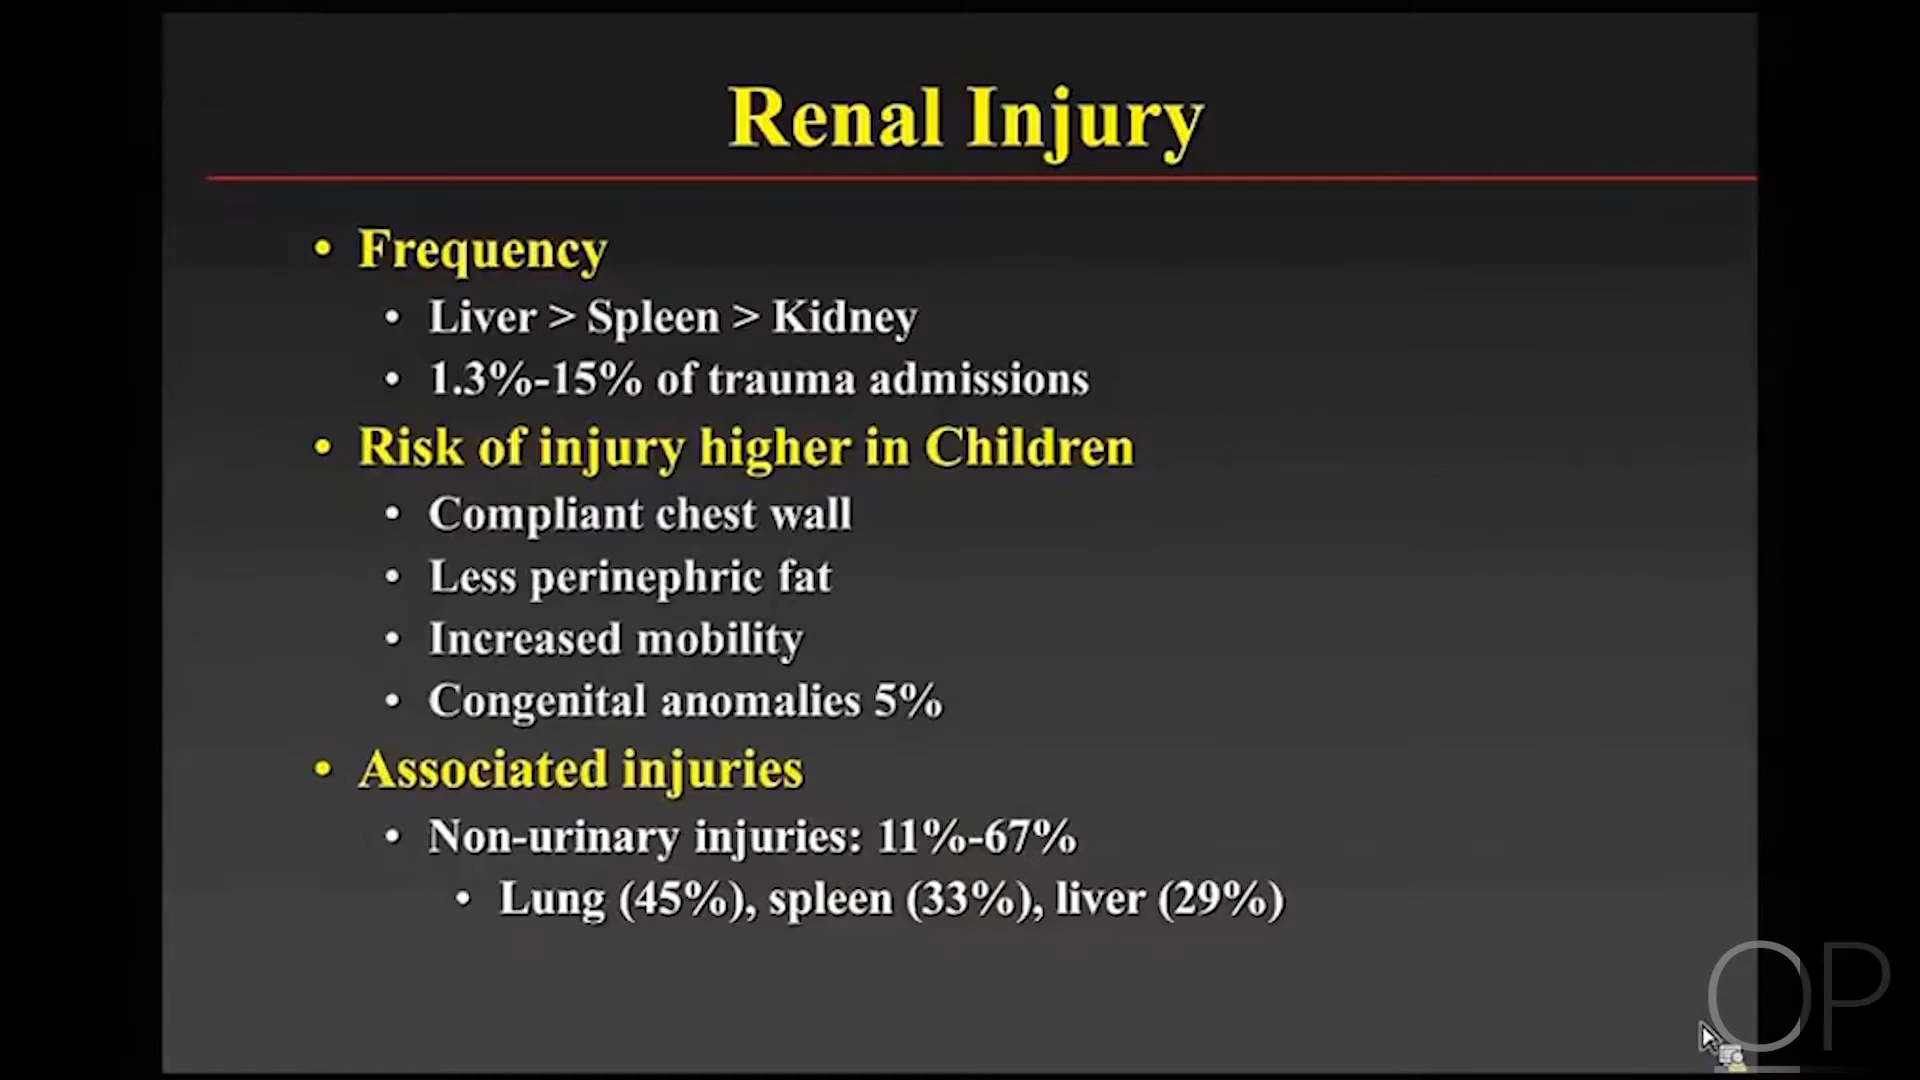 Renal Injury
• Frequency
• Liver > Spleen > Kidney
• 1.3%-15% of trauma admissions
• Risk of injury higher in Children
• Compliant chest wall
• Less perinephric fat
• Increased mobility
• Congenital anomalies 5%
• Associated injuries
• Non-urinary injuries: 11%-67%
• Lung (45%), spleen (33%), liver (29%)
OP